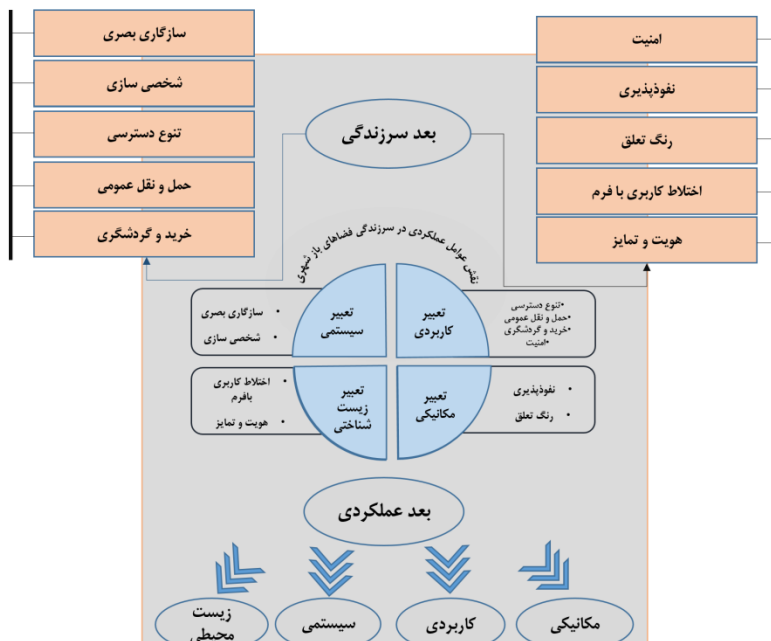 امنیت
نفوذپذیری
رنگ تعلق
اختلاط کاربری با فرم
هویت و تمایز
سازگاری بصری
شخصی سازی
تنوع دسترسی
حمل و نقل عمومی
خرید و گردشگری
بعد سرزندگی
نقش عوامل عملکردی در سرزندگی فضاهای باز شهری
تعبیر
کاربردی
•تنوع دسترسی
•حمل و نقل عمومی
•خرید و گردشگری
•امنیت
تعبیر
سیستمی
• سازگاری بصری
• شخصی سازی
تعبیر
مکانیکی
• نفوذپذیری
• رنگ تعلق
تعبیر
زیست
شناختی
• اختلاط کاربری
بافرم
• هویت و تمایز
بعد عملکردی
مکانیکی
کاربردی
سیستمی
زیست
محیطی